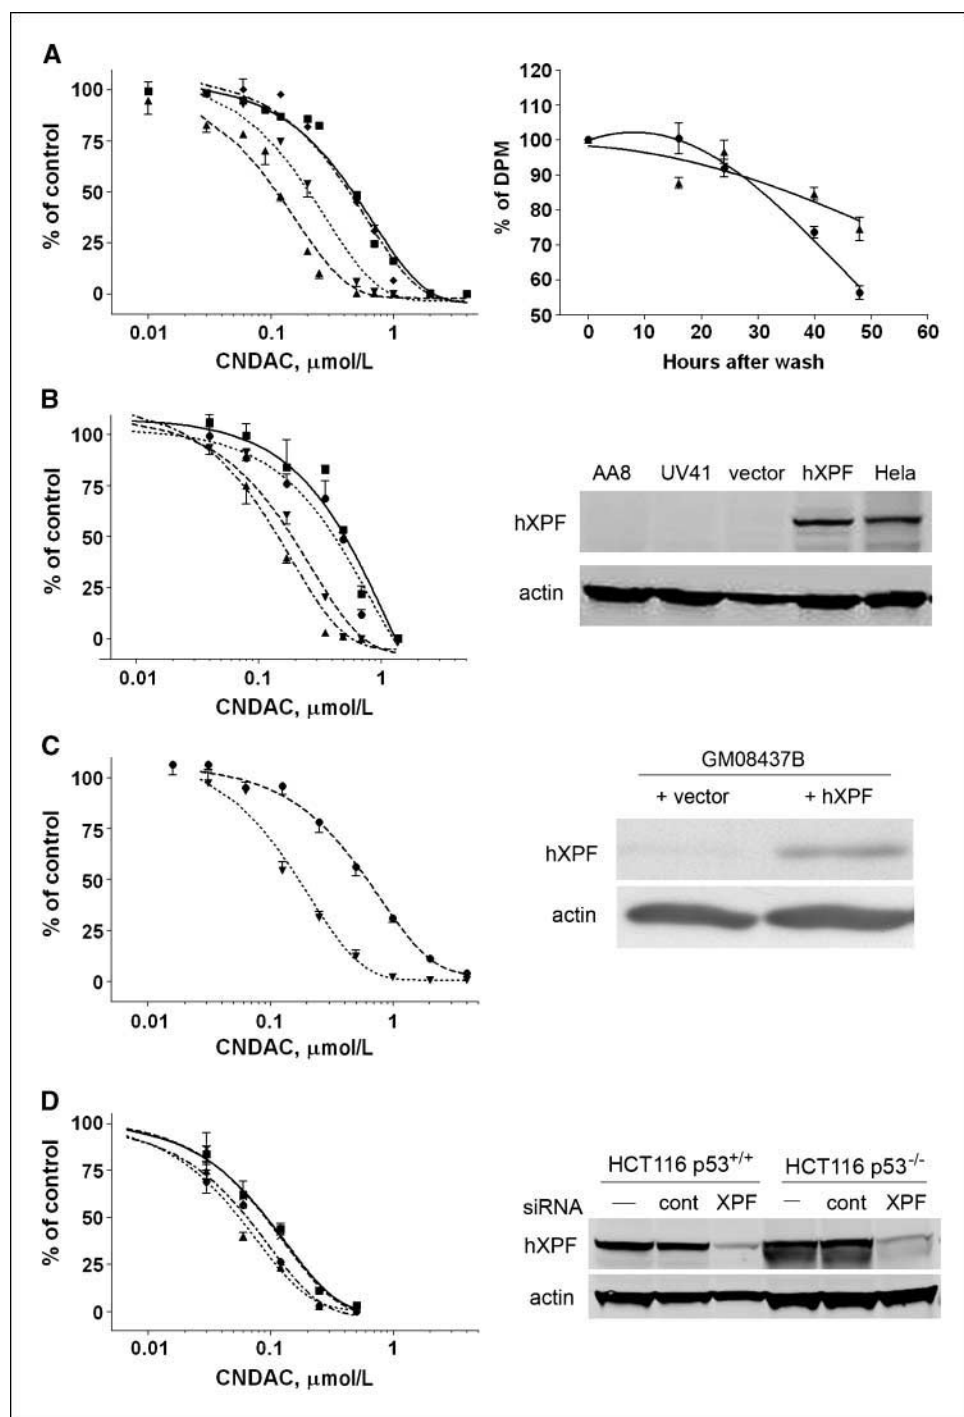 A
% of control
100
75
50
25
0
0.01 0.1 1
CNDAC, μmol/L
% of DPM
120
110
100
90
80
70
60
50
0 10 20 30 40 50 60
Hours after wash
B
% of control
100
75
50
25
0
0.01 0.1 1
CNDAC, μmol/L
AA8 UV41 vector hXPF Hela
hXPF
actin
C
% of control
100
75
50
25
0
0.01 0.1 1
CNDAC, μmol/L
GM08437B
+ vector + hXPF
hXPF
actin
D
% of control
100
75
50
25
0
0.01 0.1 1
CNDAC, μmol/L
HCT116 p53+/+ HCT116 p53-/-
siRNA — cont XPF — cont XPF
hXPF
actin